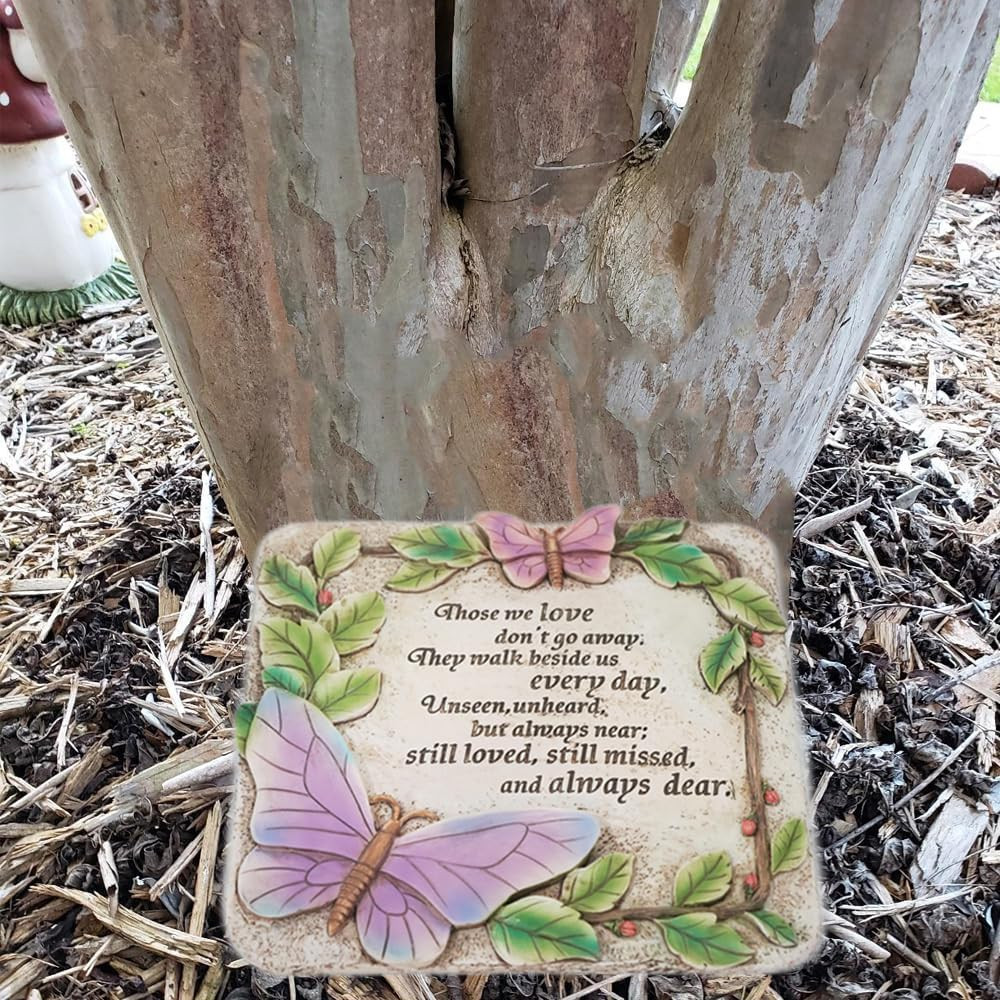 Those we love
don't go away.
They walk beside us
every day,
Unseen, unheard,
but always near;
still loved, still missed,
and always dear.